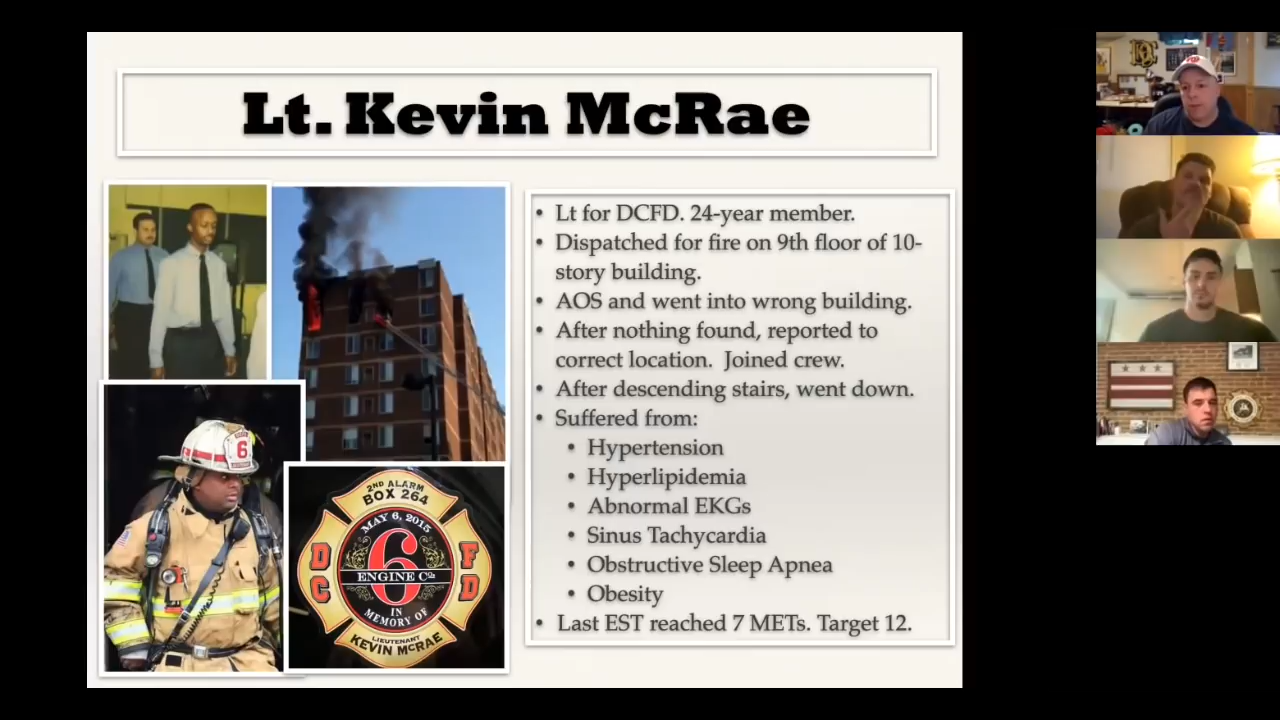 Lt. Kevin McRae
• Lt for DCFD. 24-year member.
• Dispatched for fire on 9th floor of 10-
story building.
• AOS and went into wrong building.
• After nothing found, reported to
correct location. Joined crew.
• After descending stairs, went down.
• Suffered from:
• Hypertension
• Hyperlipidemia
• Abnormal EKGs
• Sinus Tachycardia
• Obstructive Sleep Apnea
• Obesity
• Last EST reached 7 METs. Target 12.
6
2ND ALARM
BOX 264
MAY 6, 2015
DC
FD
6
ENGINE Co
IN
MEMORY OF
LIEUTENANT
KEVIN McRAE
DC